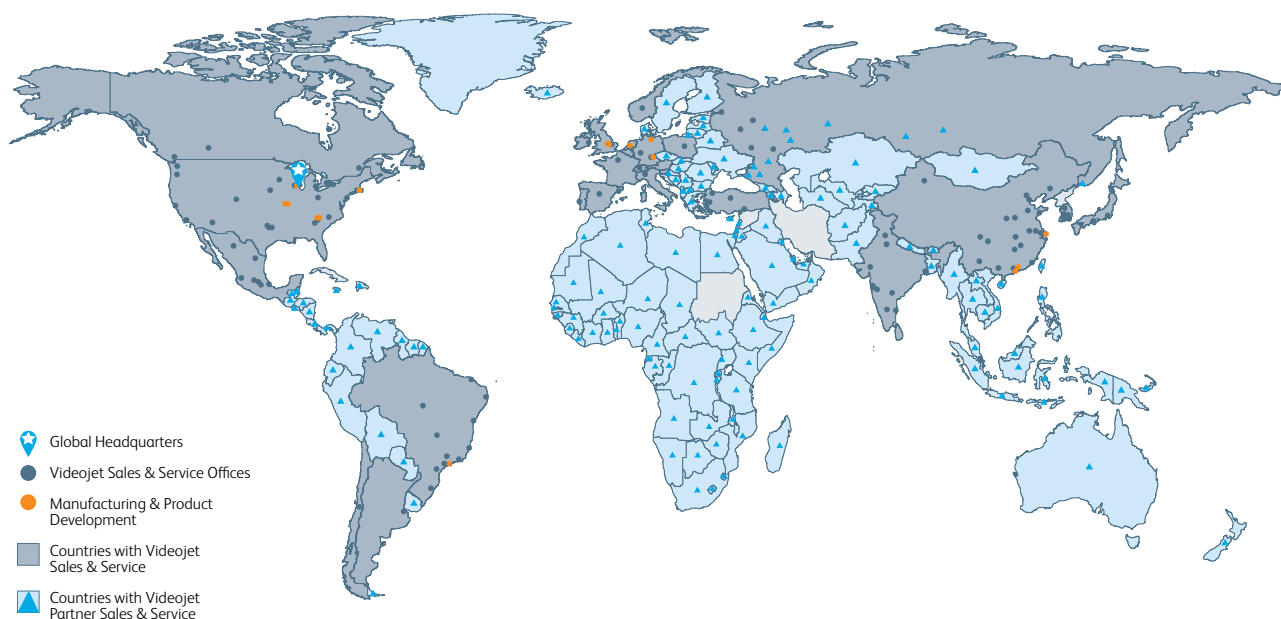 Global Headquarters
Videojet Sales & Service Offices
Manufacturing & Product
Development
Countries with Videojet
Sales & Service
Countries with Videojet
Partner Sales & Service